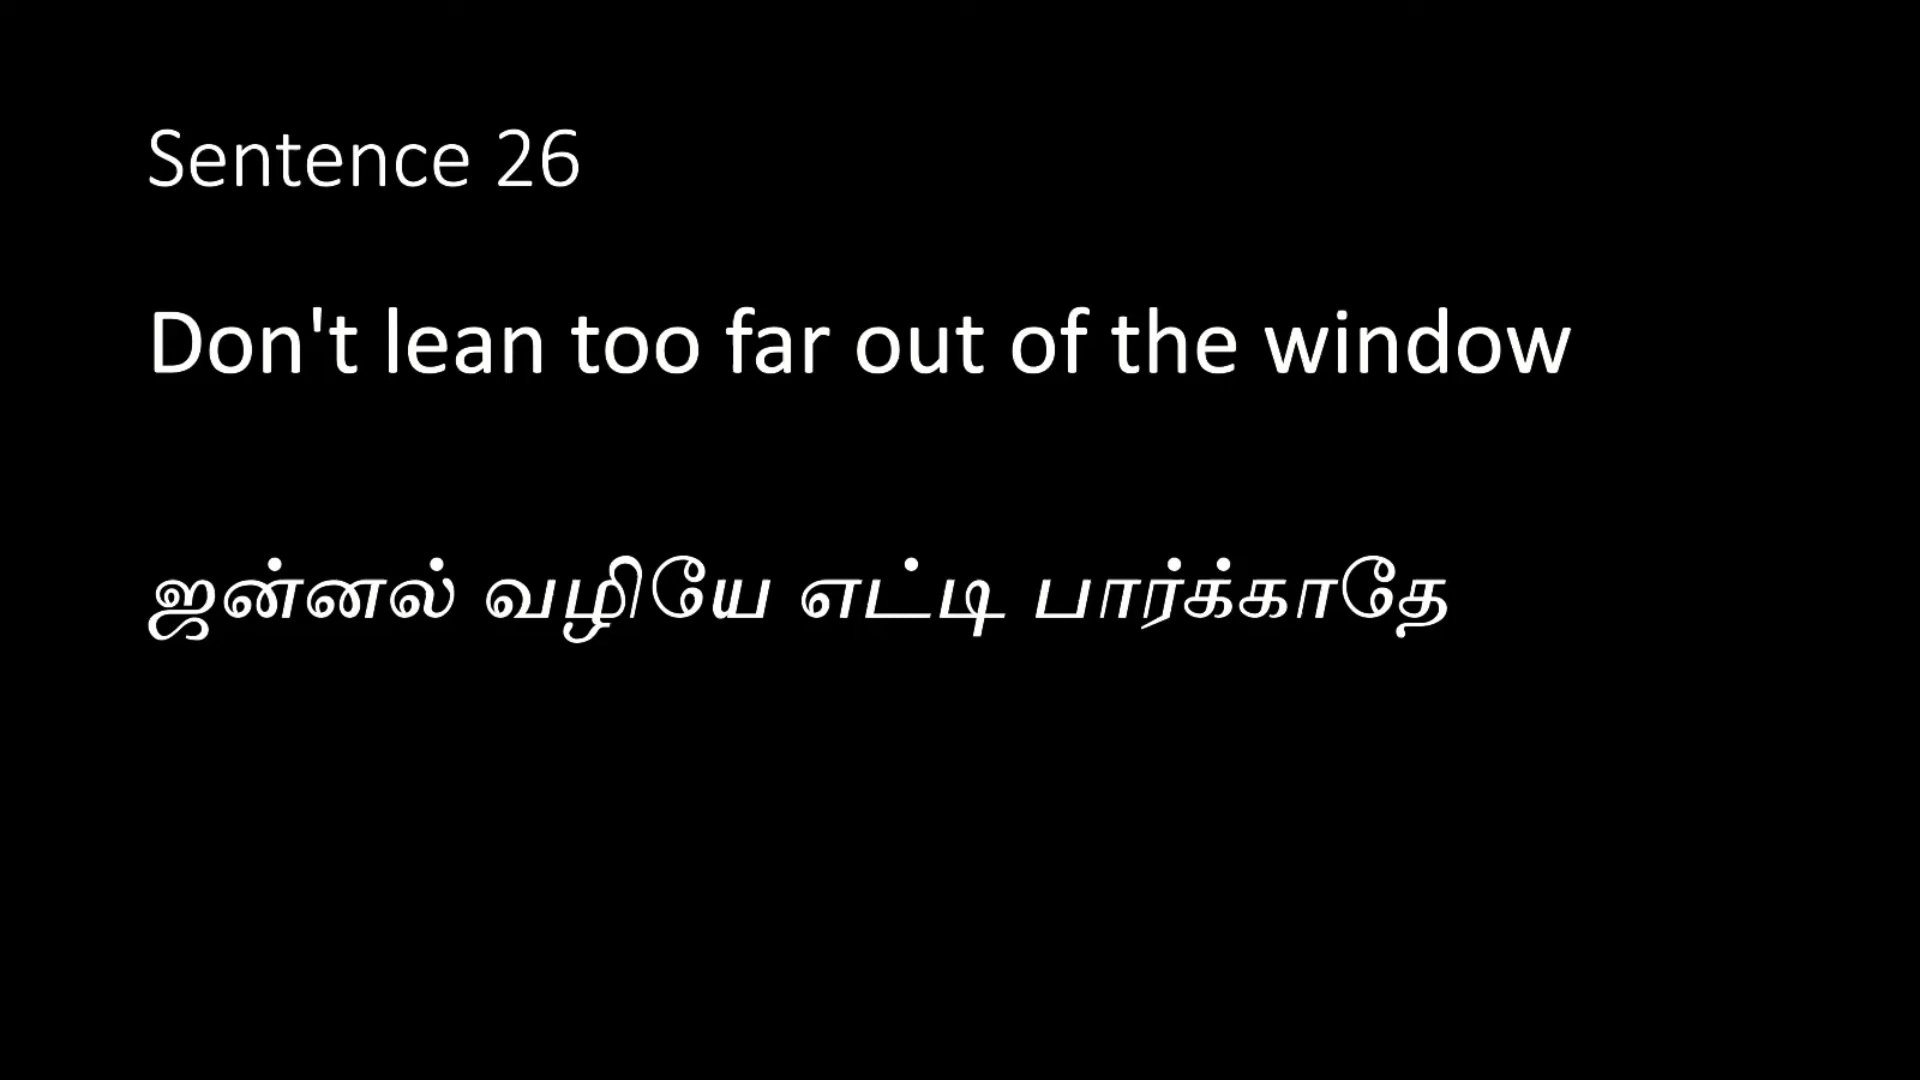 Sentence 26
Don't lean too far out of the window
ஜன்னல் வழியே எட்டி பார்க்காதே